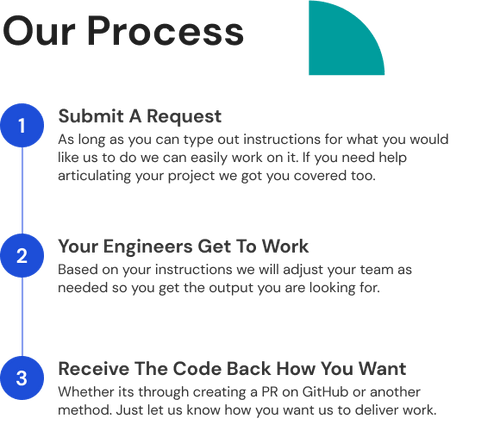 Our Process
1
Submit A Request
As long as you can type out instructions for what you would
like us to do we can easily work on it. If you need help
articulating your project we got you covered too.
2
Your Engineers Get To Work
Based on your instructions we will adjust your team as
needed so you get the output you are looking for.
3
Receive The Code Back How You Want
Whether its through creating a PR on GitHub or another
method. Just let us know how you want us to deliver work.